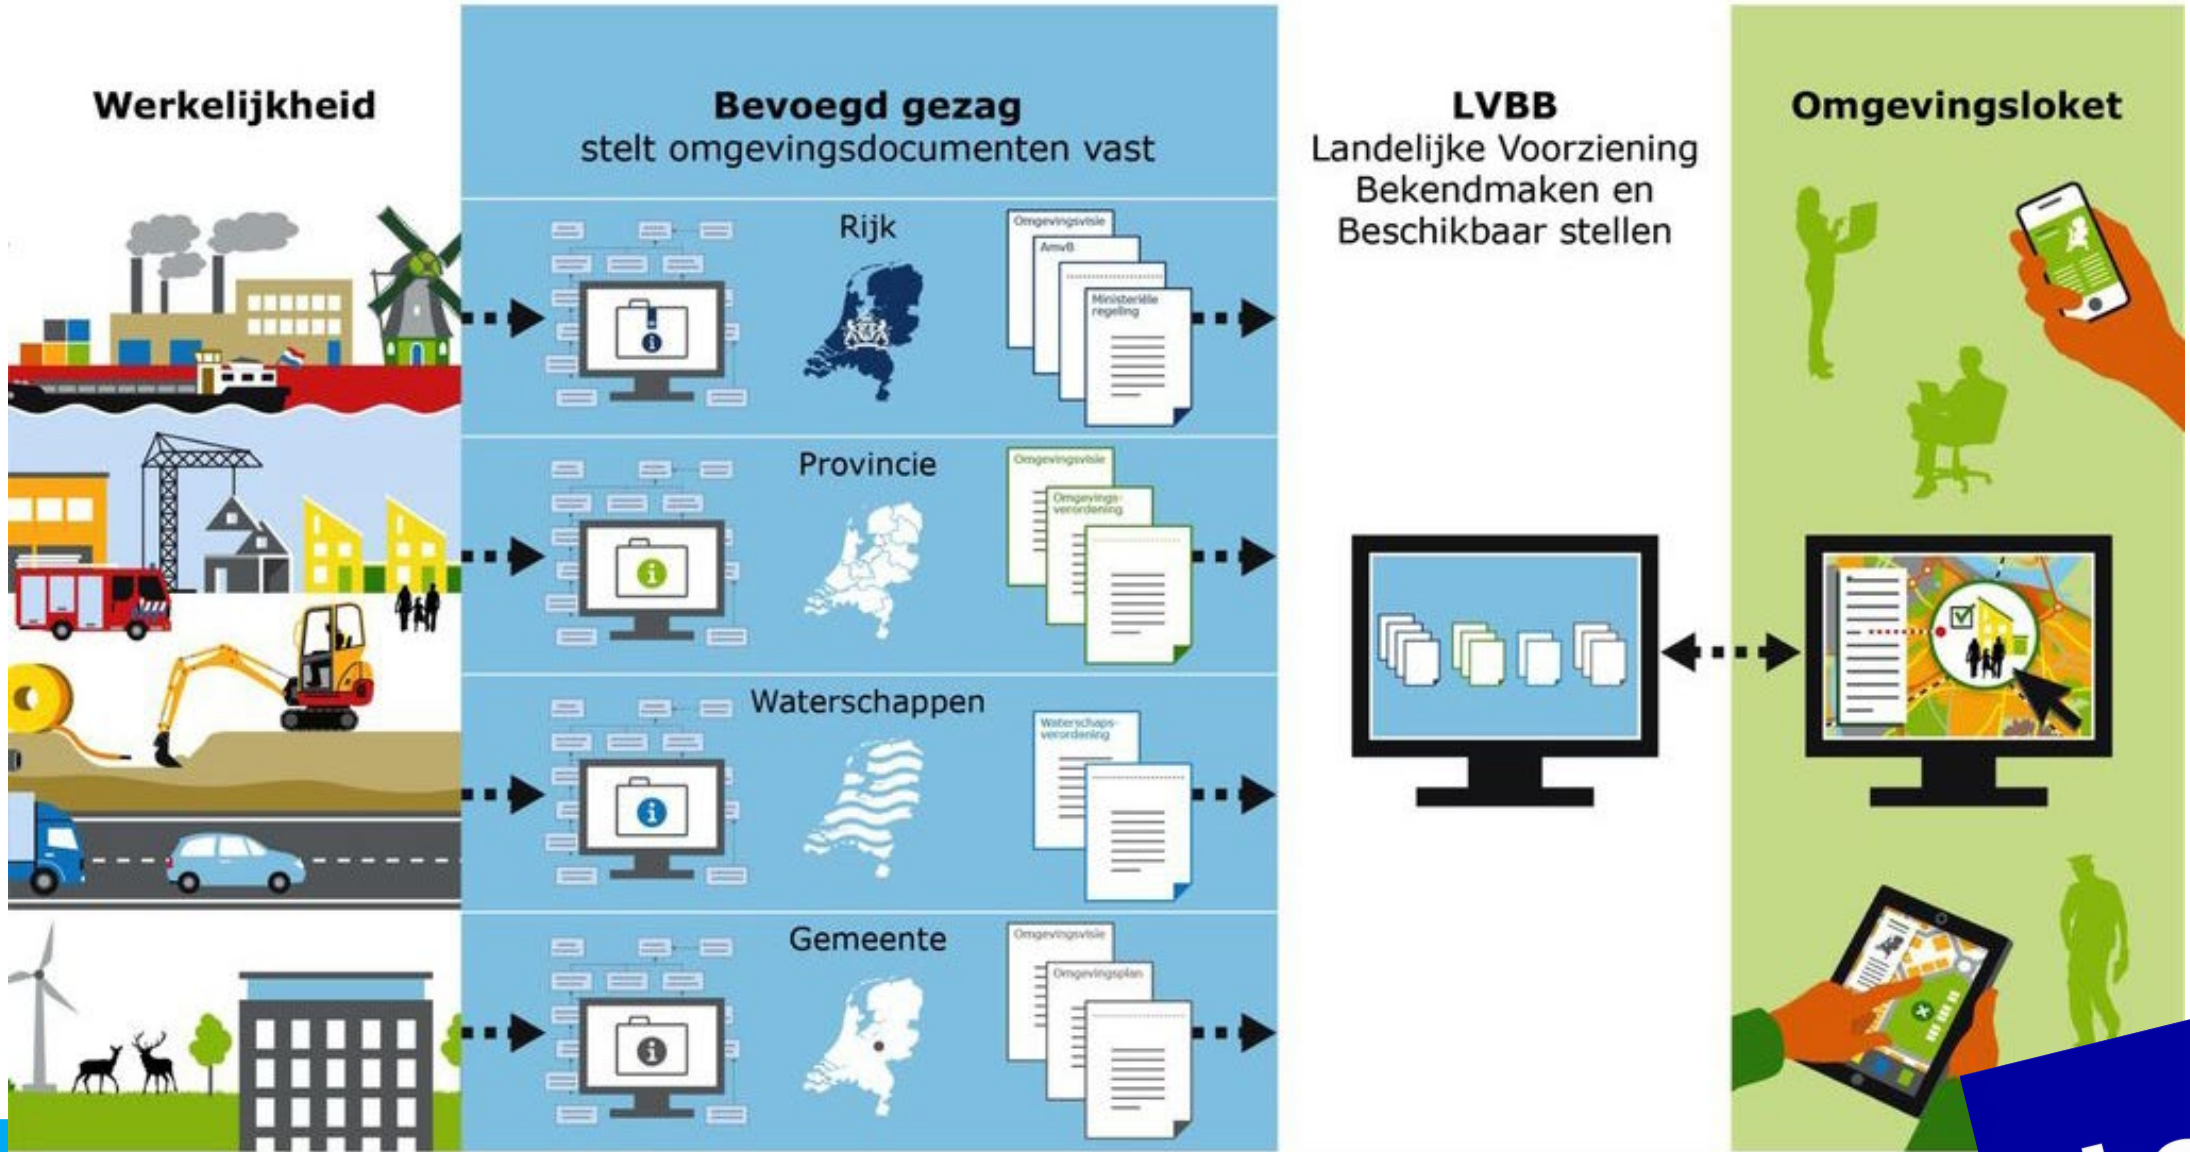 Werkelijkheid
Bevoegd gezag
stelt omgevingsdocumenten vast
LVBB
Landelijke Voorziening
Bekendmaken en
Beschikbaar stellen
Omgevingsloket
Rijk
Omgevingsvisie
AmvB
Ministeriële
regeling
Provincie
Omgevingsvisie
Omgevings-
verordening
Waterschappen
Waterschaps-
verordening
Gemeente
Omgevingsvisie
Omgevingsplan